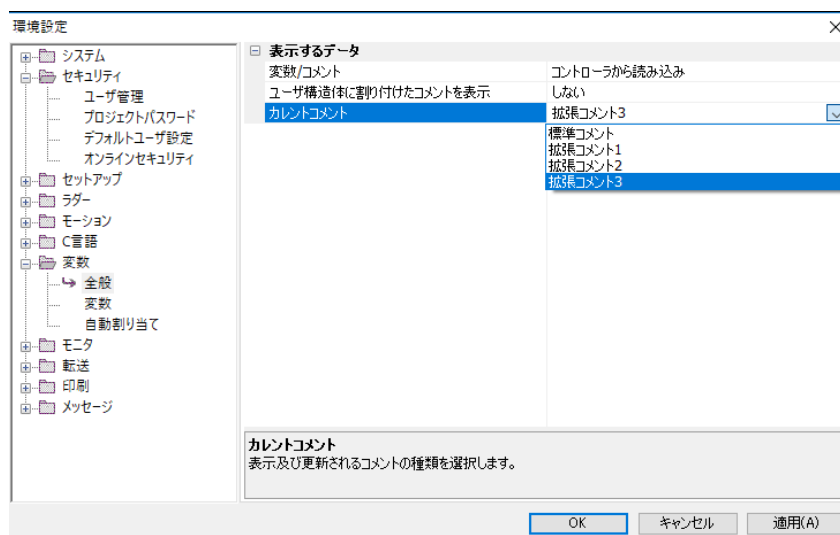 環境設定
システム
セキュリティ
ユーザ管理
プロジェクトパスワード
デフォルトユーザ設定
オンラインセキュリティ
セットアップ
ラダー
モーション
C言語
変数
全般
変数
自動割り当て
モニタ
転送
印刷
メッセージ
表示するデータ
変数/コメント コントローラから読み込み
ユーザ構造体に割り付けたコメントを表示 しない
カレントコメント 拡張コメント3
標準コメント
拡張コメント1
拡張コメント2
拡張コメント3
カレントコメント
表示及び更新されるコメントの種類を選択します。
OK キャンセル 適用(A)